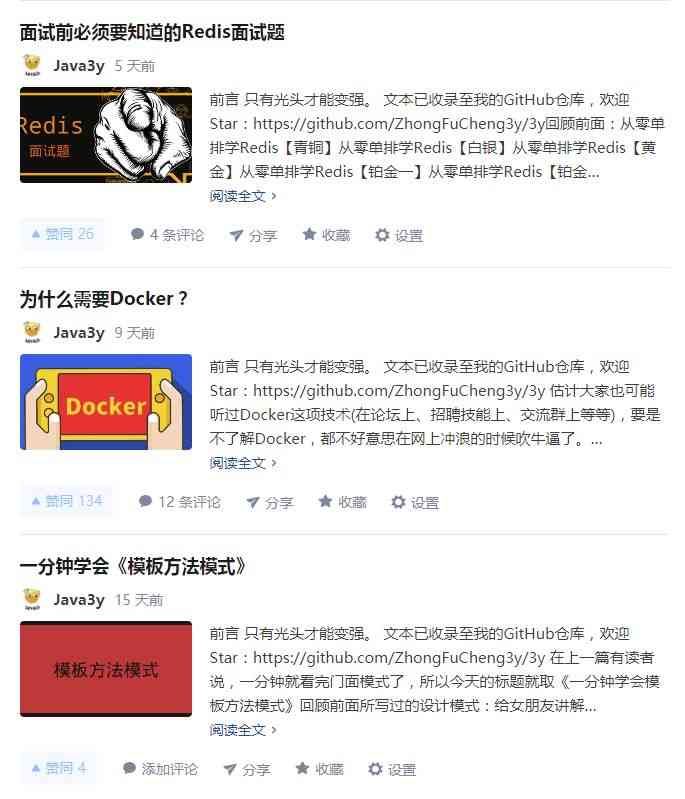 面试前必须要知道的Redis面试题
Java3y 5 天前
Redis
面试题
前言 只有光头才能变强。 文本已收录至我的GitHub仓库，欢迎
Star：https://github.com/ZhongFuCheng3y/3y回顾前面：从零单
排学Redis【青铜】从零单排学Redis【白银】从零单排学Redis【黄
金】从零单排学Redis【铂金一】从零单排学Redis【铂金...
阅读全文
赞同 26 4 条评论 分享 收藏 设置
为什么需要Docker？
Java3y 9 天前
Docker
前言 只有光头才能变强。 文本已收录至我的GitHub仓库，欢迎
Star：https://github.com/ZhongFuCheng3y/3y 估计大家也可能
听过Docker这项技术(在论坛上、招聘技能上、交流群上等等)，要是
不了解Docker，都不好意思在网上冲浪的时候吹牛逼了。...
阅读全文
赞同 134 12 条评论 分享 收藏 设置
一分钟学会《模板方法模式》
Java3y 15 天前
模板方法模式
前言 只有光头才能变强。 文本已收录至我的GitHub仓库，欢迎
Star：https://github.com/ZhongFuCheng3y/3y 在上一篇有读者
说，一分钟就看完门面模式了，所以今天的标题就取《一分钟学会模
板方法模式》回顾前面所写过的设计模式：给女朋友讲解...
阅读全文
赞同 4 添加评论 分享 收藏 设置